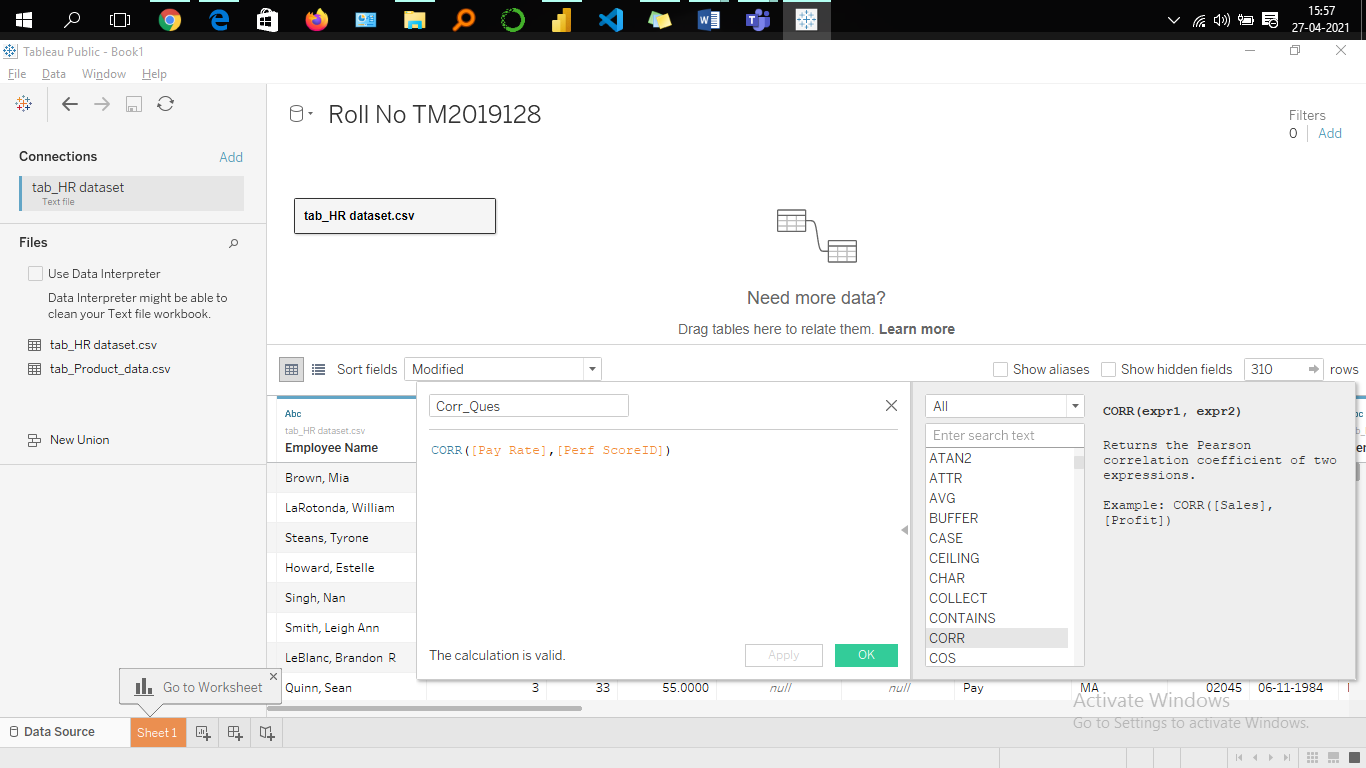 15:57
27-04-2021
Tableau Public - Book1
File Data Window Help
Connections
Add
tab_HR dataset
Text file
Files
Use Data Interpreter
Data Interpreter might be able to
clean your Text file workbook.
tab_HR dataset.csv
tab_Product_data.csv
New Union
Roll No TM2019128
Filters
0 Add
tab_HR dataset.csv
Need more data?
Drag tables here to relate them. Learn more
Sort fields Modified
Show aliases Show hidden fields 310 rows
Abc
tab_HR dataset.csv
Employee Name
Brown, Mia
LaRotonda, William
Steans, Tyrone
Howard, Estelle
Singh, Nan
Smith, Leigh Ann
LeBlanc, Brandon R
Quinn, Sean 3 33 55.0000 null null Pay MA 02045 06-11-1984
Corr_Ques
CORR([Pay Rate],[Perf ScoreID])
The calculation is valid.
Apply
OK
All
Enter search text
ATAN2
ATTR
AVG
BUFFER
CASE
CEILING
CHAR
COLLECT
CONTAINS
CORR
COS
CORR(expr1, expr2)
Returns the Pearson
correlation coefficient of two
expressions.
Example: CORR([Sales],
[Profit])
Go to Worksheet
Activate Windows
Go to Settings to activate Windows.
Data Source
Sheet 1